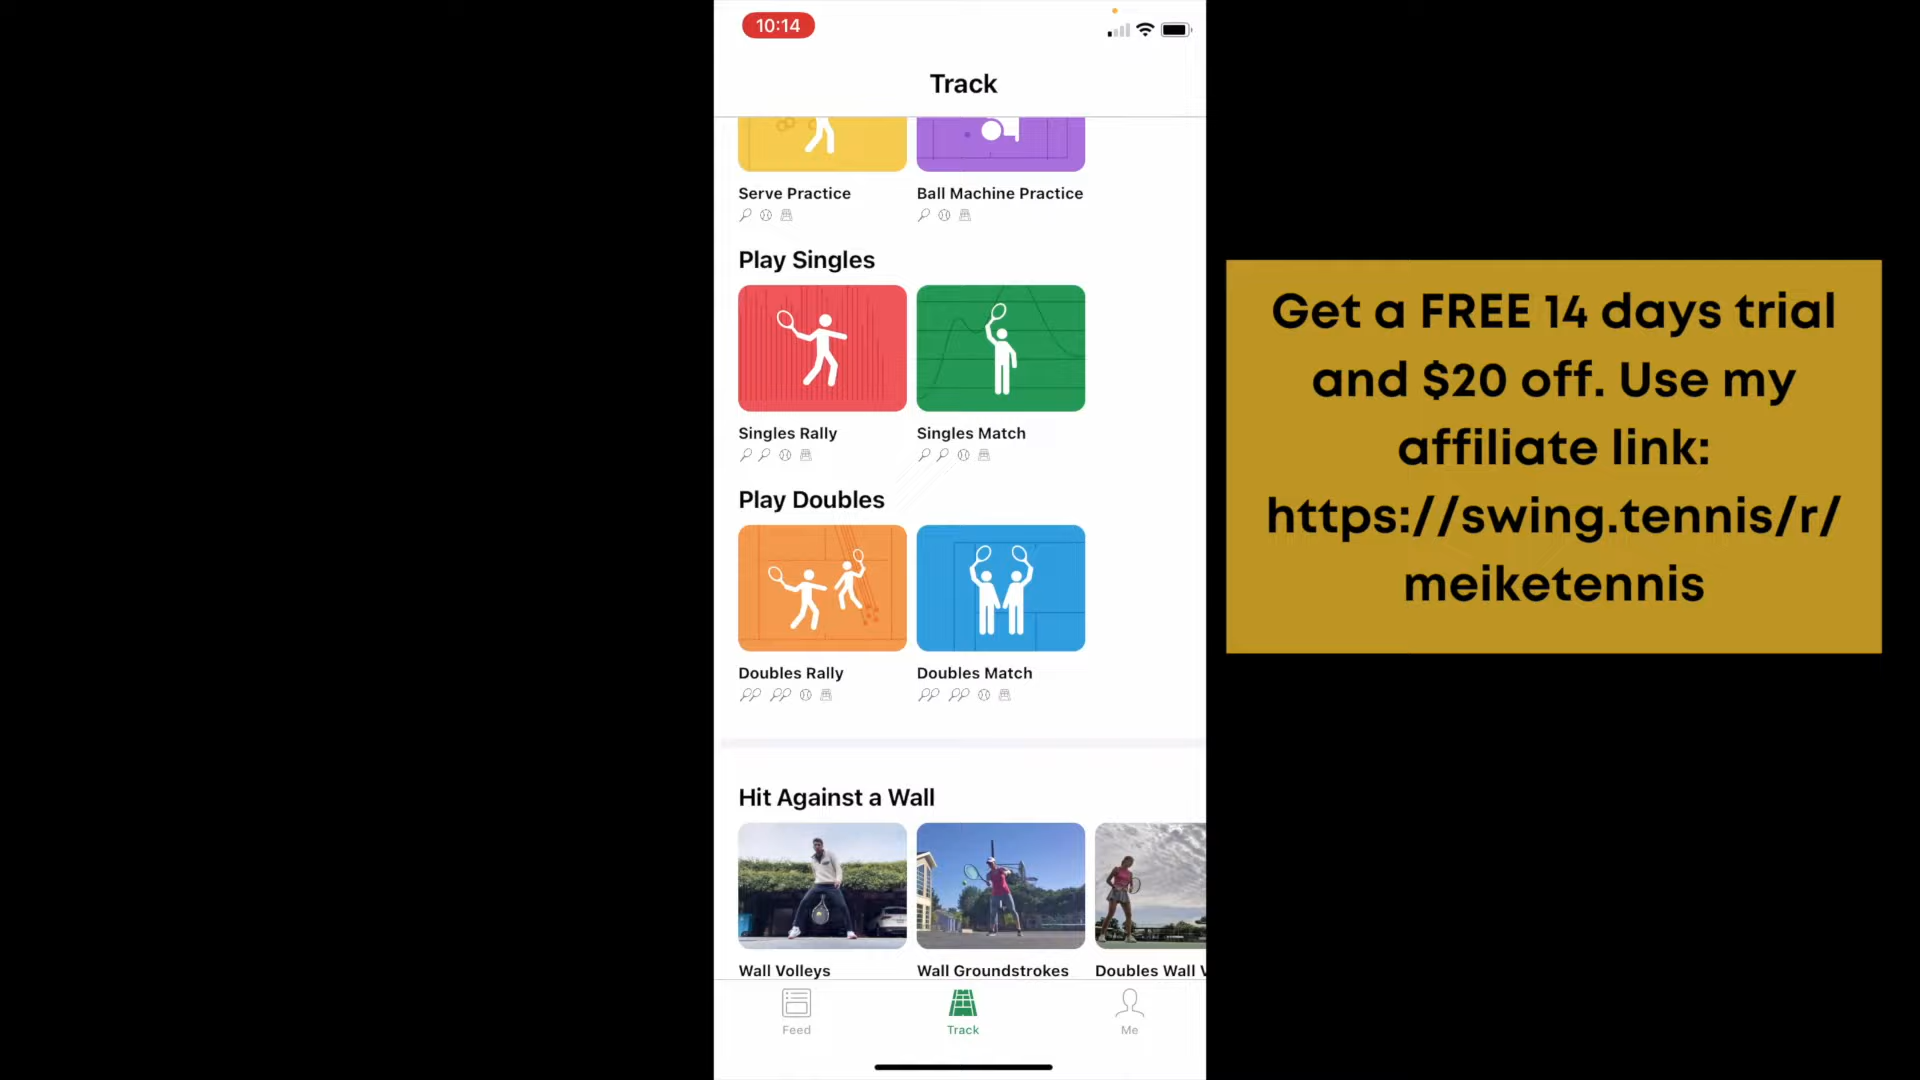 10:14
Track
Serve Practice
Ball Machine Practice
Play Singles
Singles Rally
Singles Match
Play Doubles
Doubles Rally
Doubles Match
Hit Against a Wall
Wall Volleys
Wall Groundstrokes
Doubles Wall
Feed
Track
Me
Get a FREE 14 days trial
and $20 off. Use my
affiliate link:
https://swing.tennis/r/
meiketennis